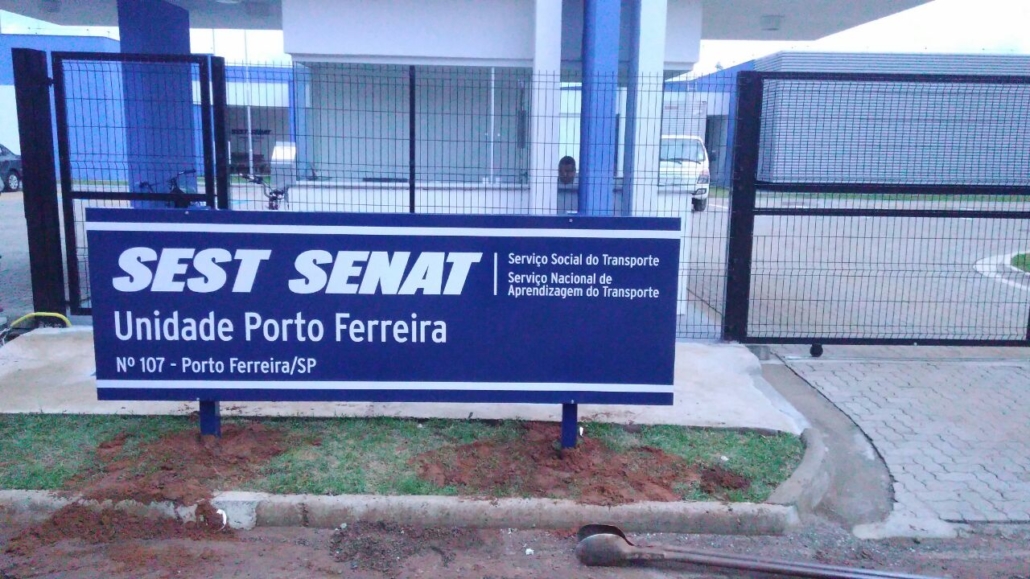 SEST SENAT
Serviço Social do Transporte
Serviço Nacional de
Aprendizagem do Transporte
Unidade Porto Ferreira
Nº 107 - Porto Ferreira/SP